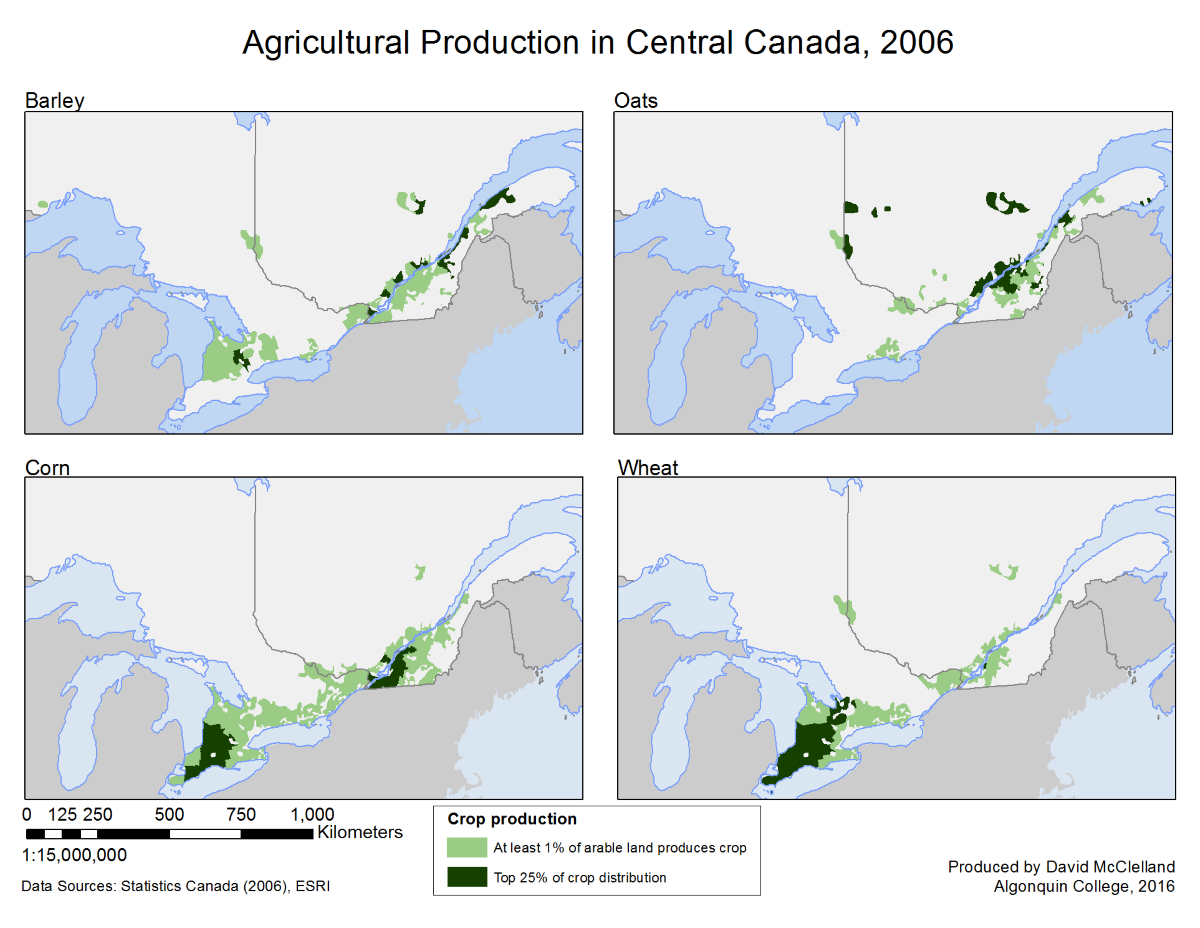 Agricultural Production in Central Canada, 2006
Barley
Oats
Corn
Wheat
0 125 250 500 750 1,000
Kilometers
1:15,000,000
Data Sources: Statistics Canada (2006), ESRI
Crop production
At least 1% of arable land produces crop
Top 25% of crop distribution
Produced by David McClelland
Algonquin College, 2016